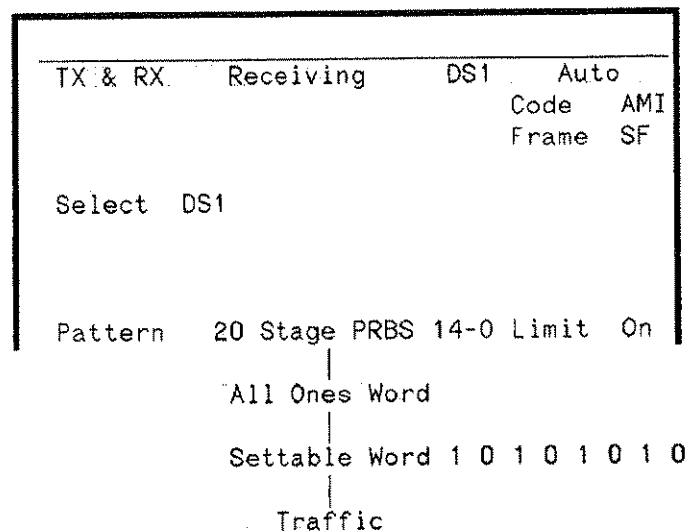 TX & RX Receiving DS1 Auto
Code AMI
Frame SF
Select DS1
Pattern 20 Stage PRBS 14-0 Limit On
All Ones Word
Settable Word 1 0 1 0 1 0 1 0
Traffic